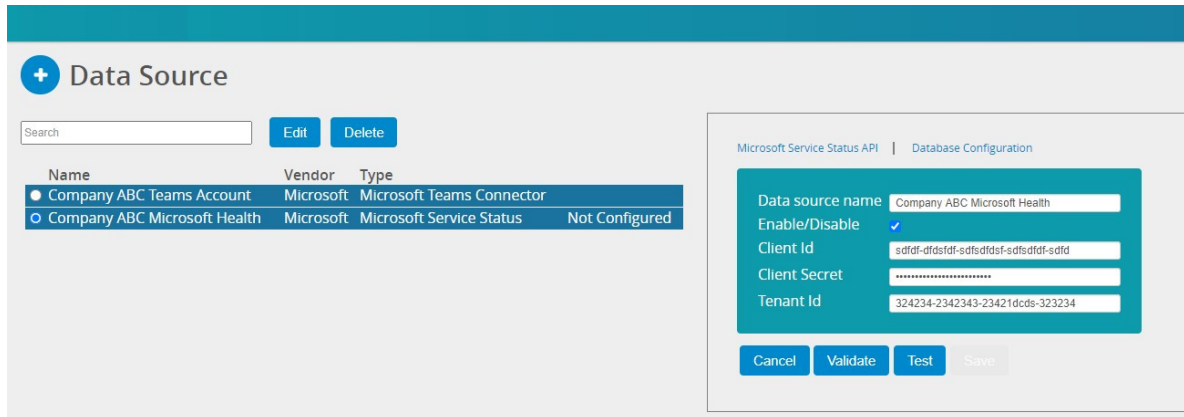 + Data Source
Search Edit Delete
Name Vendor Type
Company ABC Teams Account Microsoft Microsoft Teams Connector
Company ABC Microsoft Health Microsoft Microsoft Service Status Not Configured
Microsoft Service Status API | Database Configuration
Data source name Company ABC Microsoft Health
Enable/Disable
Client Id sdfdf-dfdsfdf-sdfsdfdsf-sdfsdfdf-sdfd
Client Secret
Tenant Id 324234-2342343-23421dcds-323234
Cancel Validate Test Save